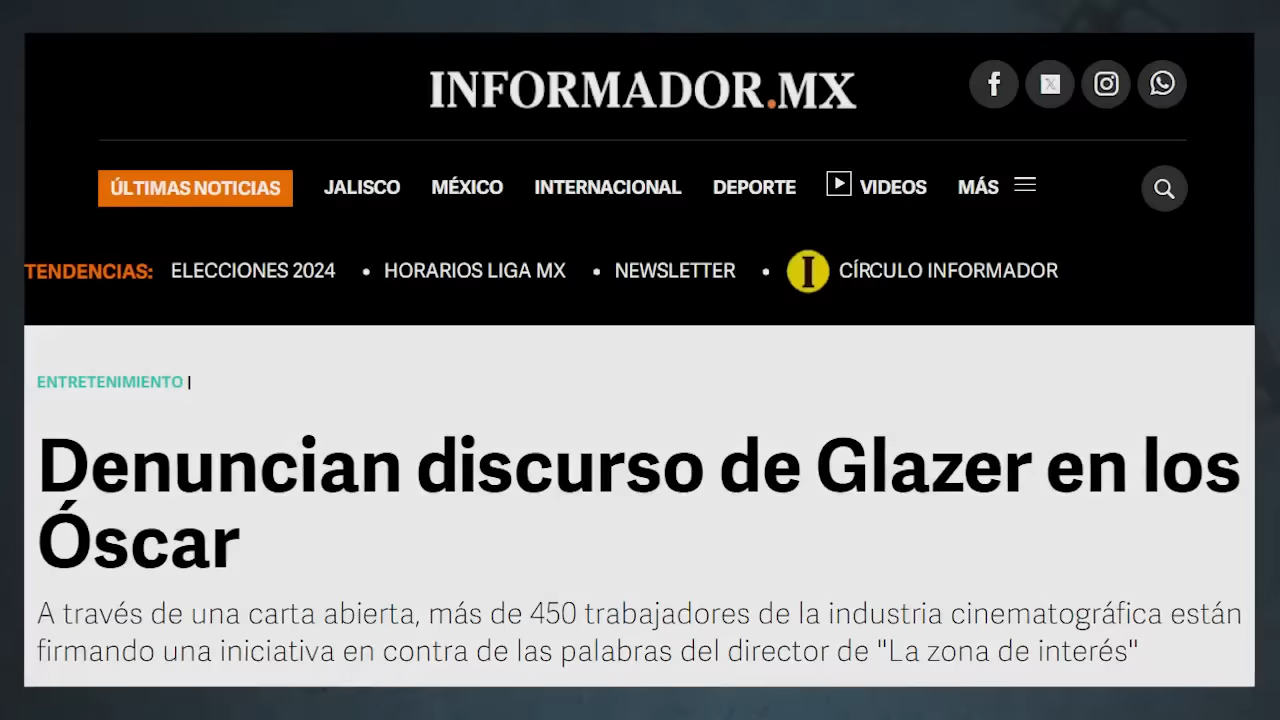 INFORMADOR.MX
ÚLTIMAS NOTICIAS JALISCO MÉXICO INTERNACIONAL DEPORTE VIDEOS MÁS
TENDENCIAS: ELECCIONES 2024 • HORARIOS LIGA MX • NEWSLETTER • I CÍRCULO INFORMADOR
ENTRETENIMIENTO |
Denuncian discurso de Glazer en los
Óscar
A través de una carta abierta, más de 450 trabajadores de la industria cinematográfica están
firmando una iniciativa en contra de las palabras del director de "La zona de interés"